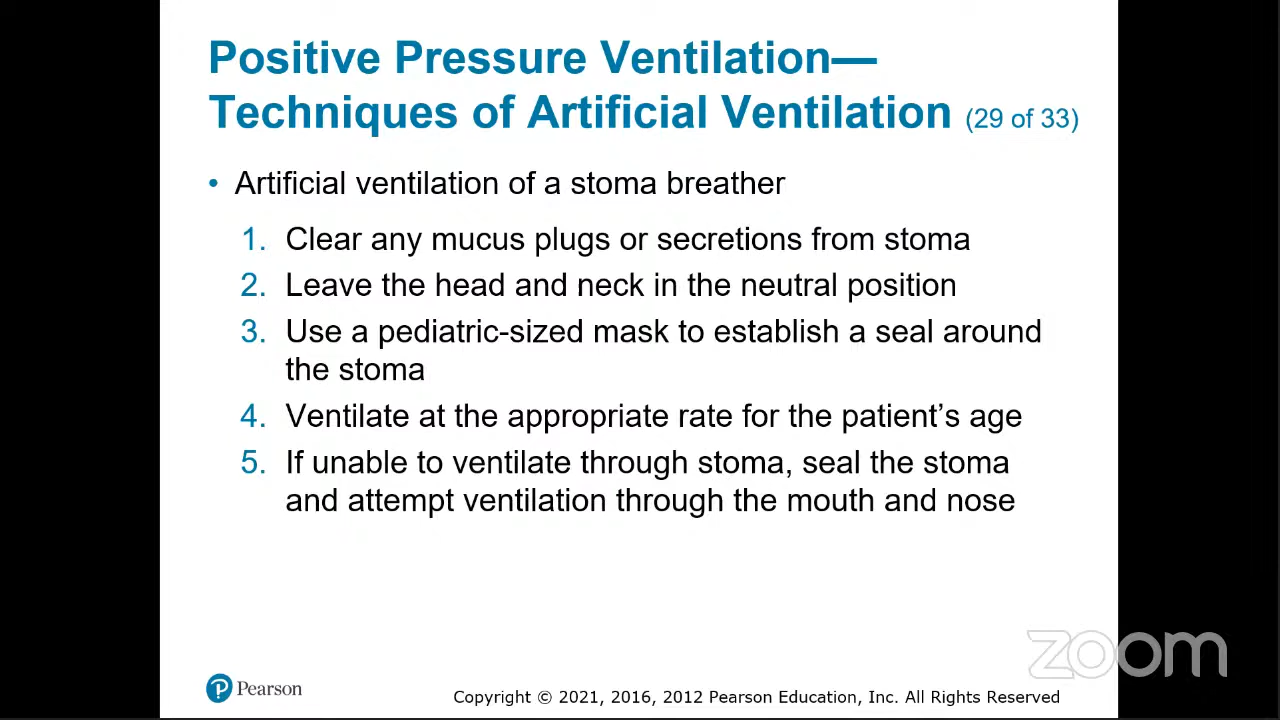 Positive Pressure Ventilation—
Techniques of Artificial Ventilation (29 of 33)
• Artificial ventilation of a stoma breather
1. Clear any mucus plugs or secretions from stoma
2. Leave the head and neck in the neutral position
3. Use a pediatric-sized mask to establish a seal around
the stoma
4. Ventilate at the appropriate rate for the patient’s age
5. If unable to ventilate through stoma, seal the stoma
and attempt ventilation through the mouth and nose
zoom
Pearson
Copyright © 2021, 2016, 2012 Pearson Education, Inc. All Rights Reserved